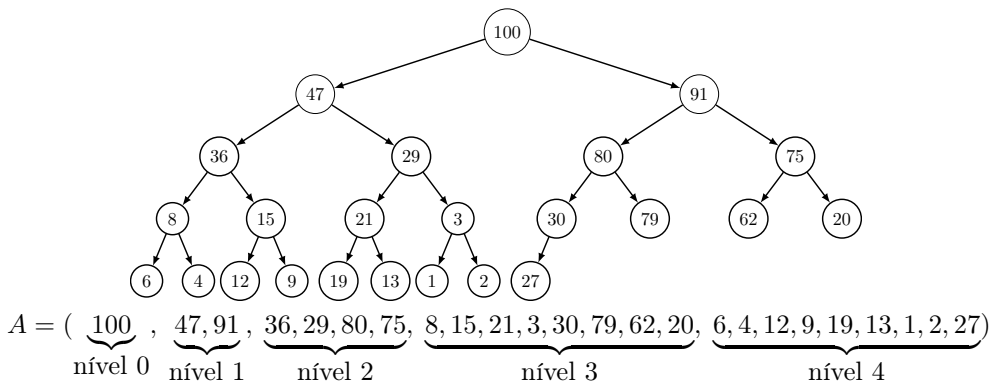 100
47 91
36 29 80 75
8 15 21 3 30 79 62 20
6 4 12 9 19 13 1 2 27
A = ( 100 , 47, 91 , 36, 29, 80, 75, 8, 15, 21, 3, 30, 79, 62, 20, 6, 4, 12, 9, 19, 13, 1, 2, 27)
nível 0 nível 1 nível 2 nível 3 nível 4